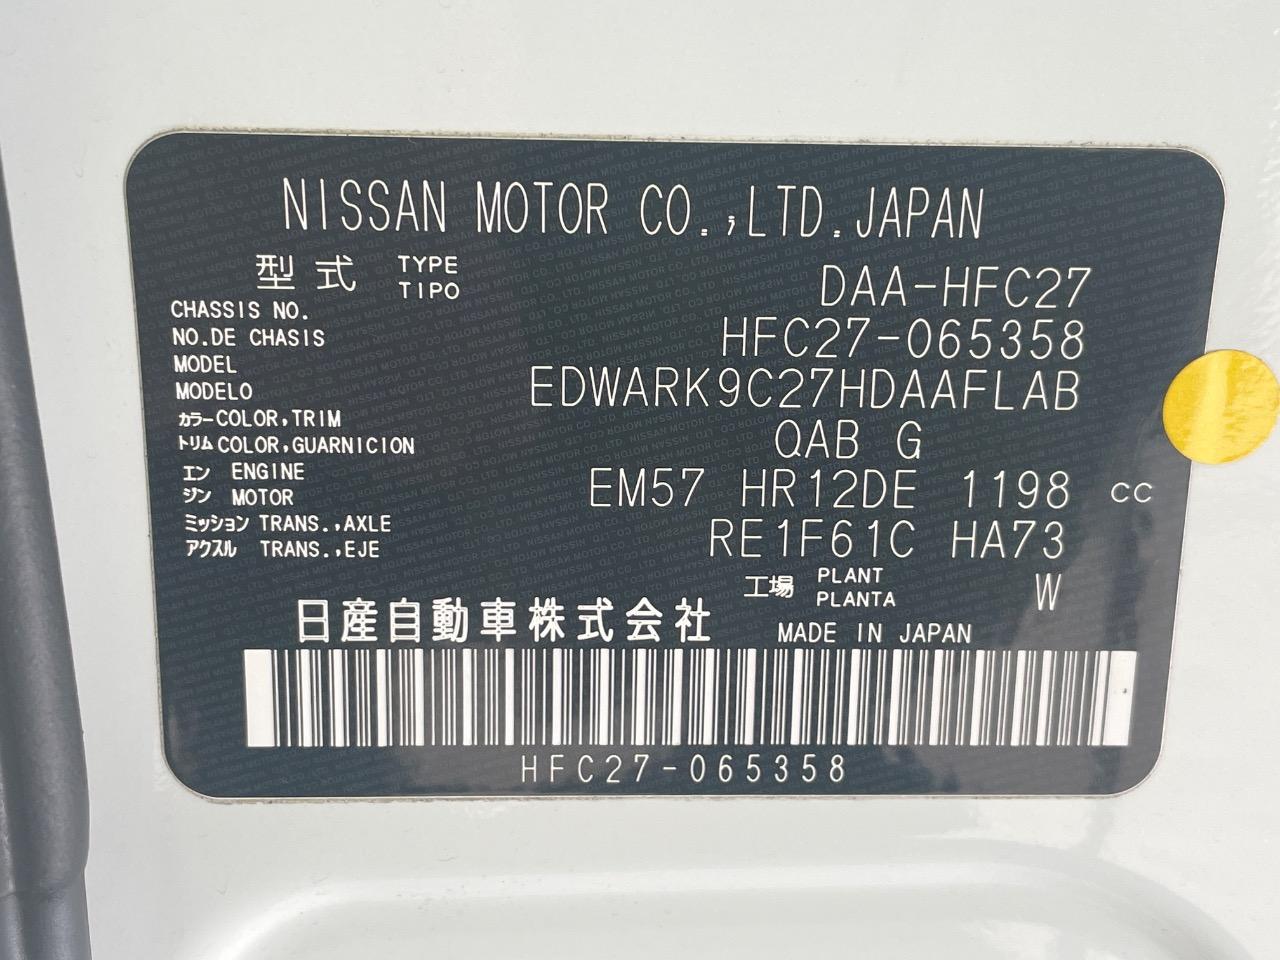 NISSAN MOTOR CO.,LTD.JAPAN
型式 TYPE TIPO DAA-HFC27
CHASSIS NO.
NO.DE CHASIS HFC27-065358
MODEL
MODELO EDWARK9C27HDAAFLAB
カラー COLOR,TRIM
トリム COLOR,GUARNICION QAB G
エン ENGINE
ジン MOTOR EM57 HR12DE 1198 cc
ミッション TRANS.,AXLE
アクスル TRANS.,EJE RE1F61C HA73
工場 PLANT PLANTA W
日産自動車株式会社 MADE IN JAPAN
HFC27-065358